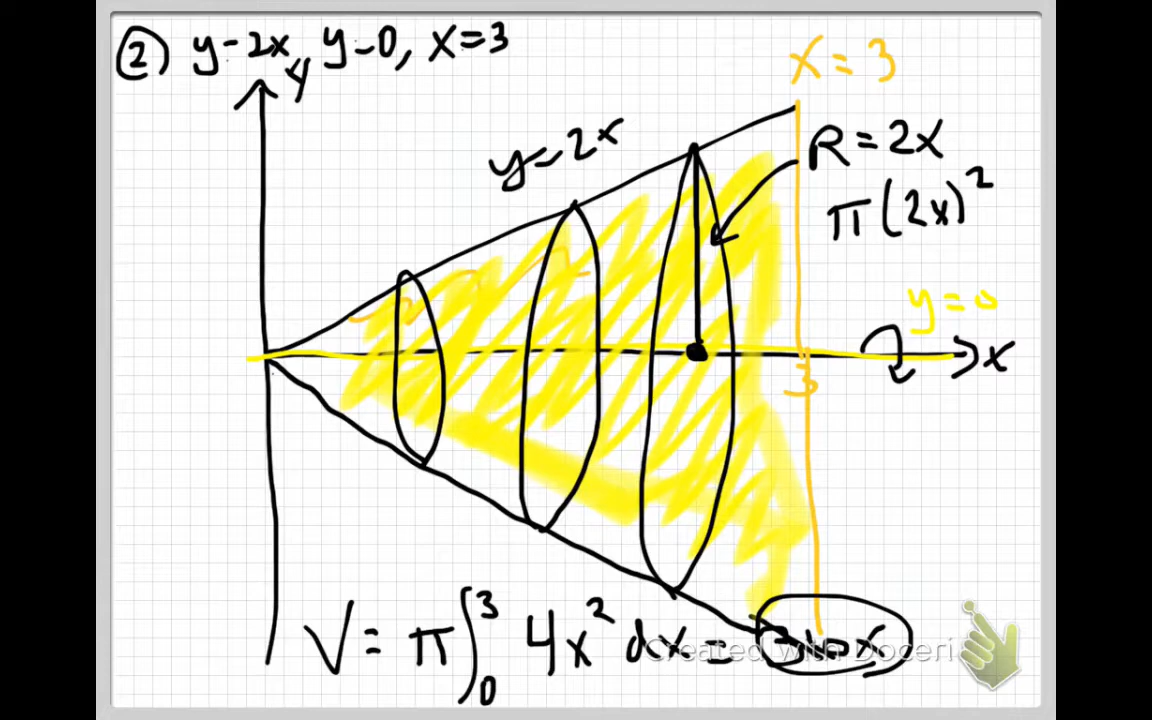 ② y=2x, y=0, x=3
y
x=3
y=2x
R=2x
π(2x)²
y=0
x
3
V= π∫₀³ 4x² dx =
Created With Doceri